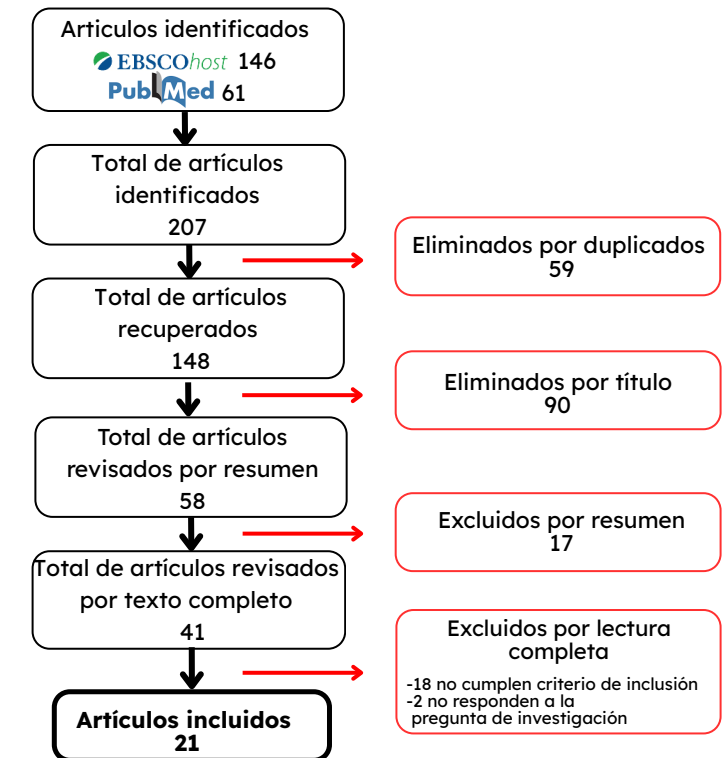 Articulos identificados
EBSCOhost 146
PubMed 61
Total de artículos
identificados
207
Eliminados por duplicados
59
Total de artículos
recuperados
148
Eliminados por título
90
Total de artículos
revisados por resumen
58
Excluidos por resumen
17
Total de artículos revisados
por texto completo
41
Excluidos por lectura
completa
-18 no cumplen criterio de inclusión
-2 no responden a la
pregunta de investigación
Artículos incluidos
21